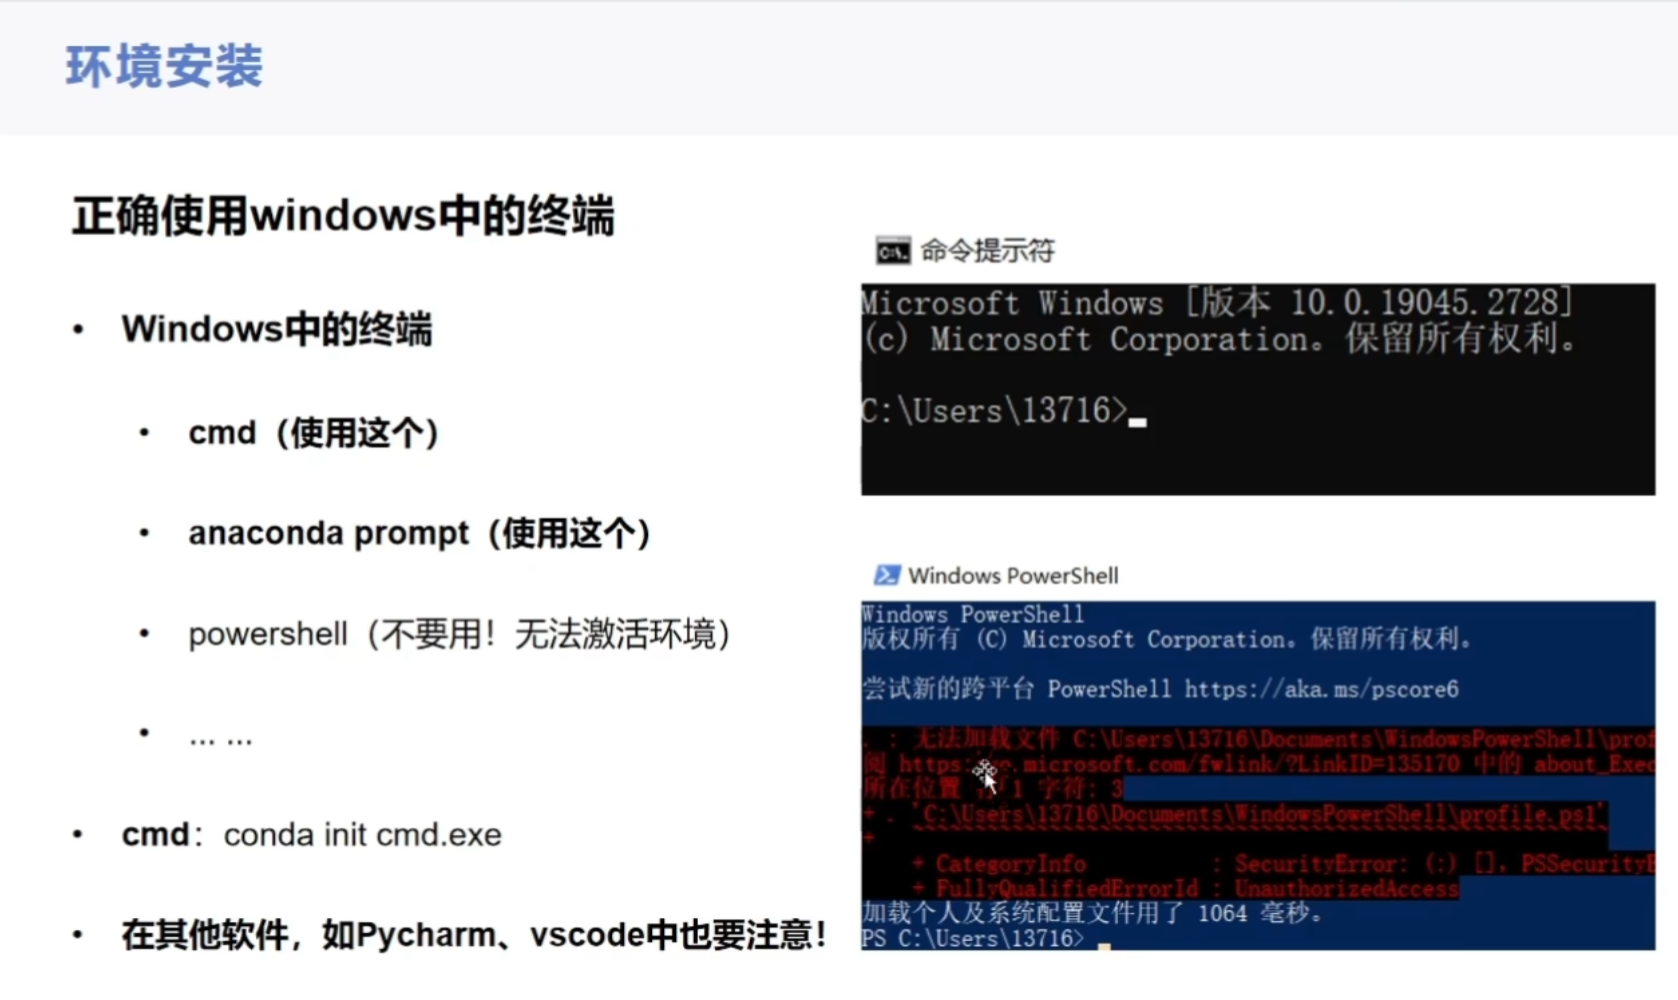 环境安装
正确使用windows中的终端
• Windows中的终端
• cmd（使用这个）
• anaconda prompt（使用这个）
• powershell（不要用！无法激活环境）
• ... ...
• cmd：conda init cmd.exe
• 在其他软件，如Pycharm、vscode中也要注意！
C:\. 命令提示符
Microsoft Windows [版本 10.0.19045.2728]
(c) Microsoft Corporation。保留所有权利。
C:\Users\13716>
Windows PowerShell
Windows PowerShell
版权所有 (C) Microsoft Corporation。保留所有权利。
尝试新的跨平台 PowerShell https://aka.ms/pscore6
. : 无法加载文件 C:\Users\13716\Documents\WindowsPowerShell\prof
阅 .microsoft.com/fwlink/?LinkID=135170 中的 about_Exec
所在位置 1 字符: 3
+ . 'C:\Users\13716\Documents\WindowsPowerShell\profile.ps1'
+
+ CategoryInfo : SecurityError: (:) [], PSSecurityE
+ FullyQualifiedErrorId : UnauthorizedAccess
加载个人及系统配置文件用了 1064 毫秒。
PS C:\Users\13716>